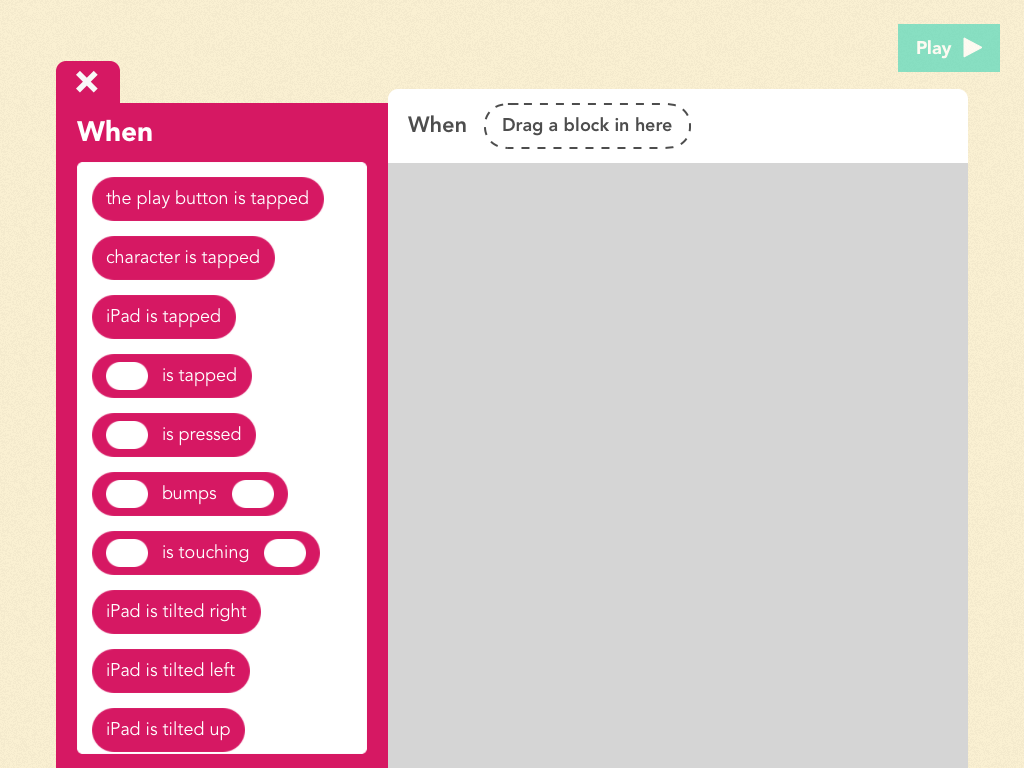 Play
When
When
Drag a block in here
the play button is tapped
character is tapped
iPad is tapped
is tapped
is pressed
bumps
is touching
iPad is tilted right
iPad is tilted left
iPad is tilted up